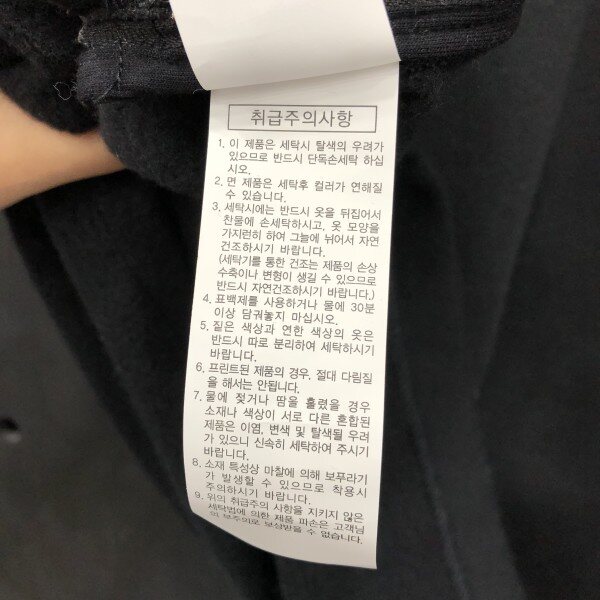 취급주의사항
1. 이 제품은 세탁시 탈색의 우려가
있으므로 반드시 단독손세탁 하십
시오.
2. 면 제품은 세탁후 컬러가 연해질
수 있습니다.
3. 세탁시에는 반드시 옷을 뒤집어서
찬물에 손세탁하시고, 옷 모양을
가지런히 하여 그늘에 뉘어서 자연
건조하시기 바랍니다.
(세탁기를 통한 건조는 제품의 손상
수축이나 변형이 생길 수 있으므로
반드시 자연건조하시기 바랍니다.)
4. 표백제를 사용하거나 물에 30분
이상 담궈놓지 마십시오.
5. 짙은 색상과 연한 색상의 옷은
반드시 따로 분리하여 세탁하시기
바랍니다.
6. 프린트된 제품의 경우. 절대 다림질
을 해서는 안됩니다.
7. 물에 젖거나 땀을 흘렸을 경우
소재나 색상이 서로 다른 혼합된
제품은 이염, 변색 및 탈색될 우려
가 있으니 신속히 세탁하여 주시기
바랍니다.
8. 소재 특성상 마찰에 의해 보푸라기
가 발생할 수 있으므로 착용시
주의하시기 바랍니다.
9. 위의 취급주의 사항을 지키지 않은
세탁법에 의한 제품 파손은 고객님
의 부주의로 보상받을 수 없습니다.